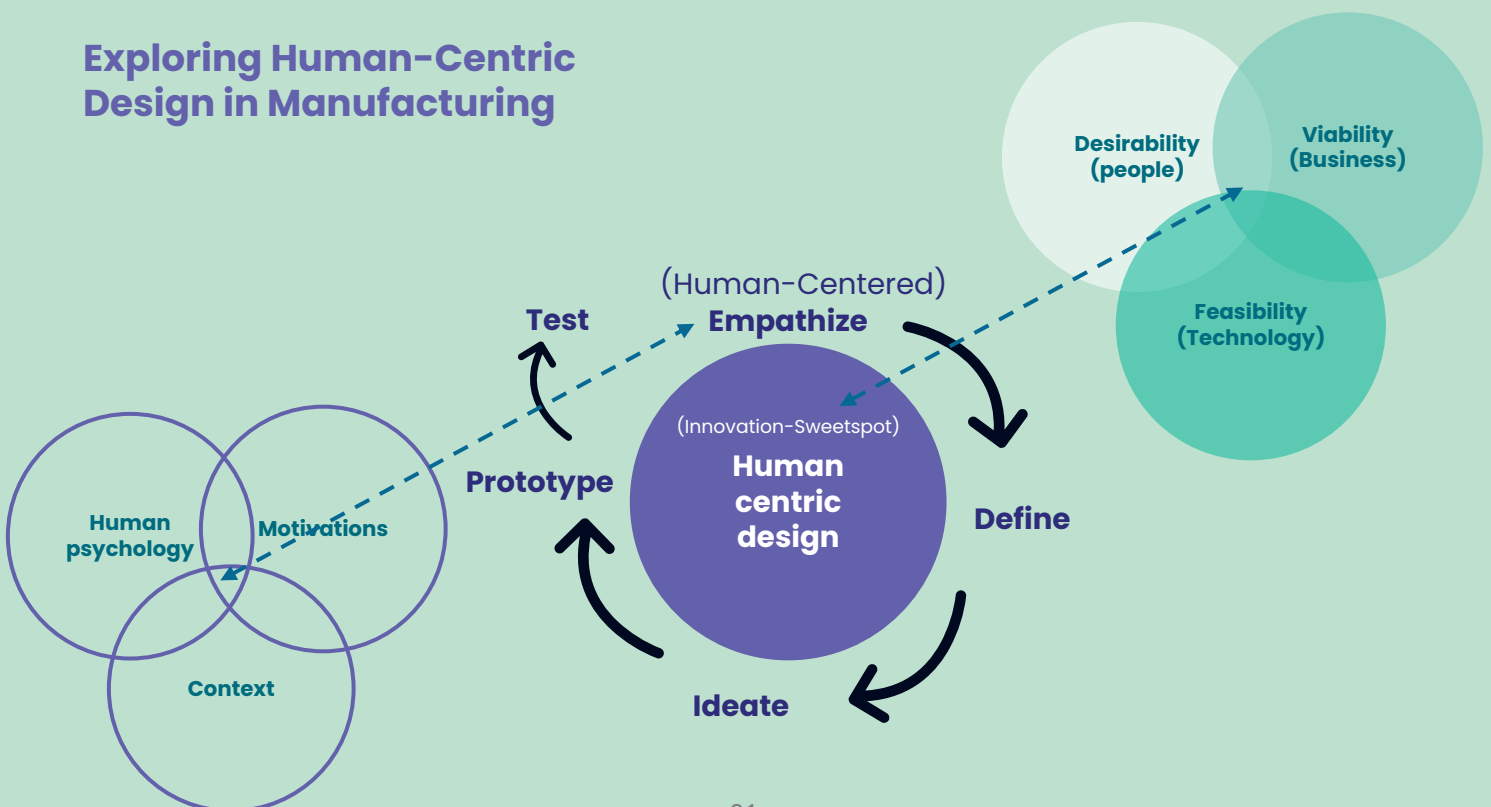 Exploring Human-Centric
Design in Manufacturing
Desirability
(people)
Viability
(Business)
Feasibility
(Technology)
(Human-Centered)
Empathize
Test
(Innovation-Sweetspot)
Human
centric
design
Prototype
Define
Ideate
Human
psychology
Motivations
Context